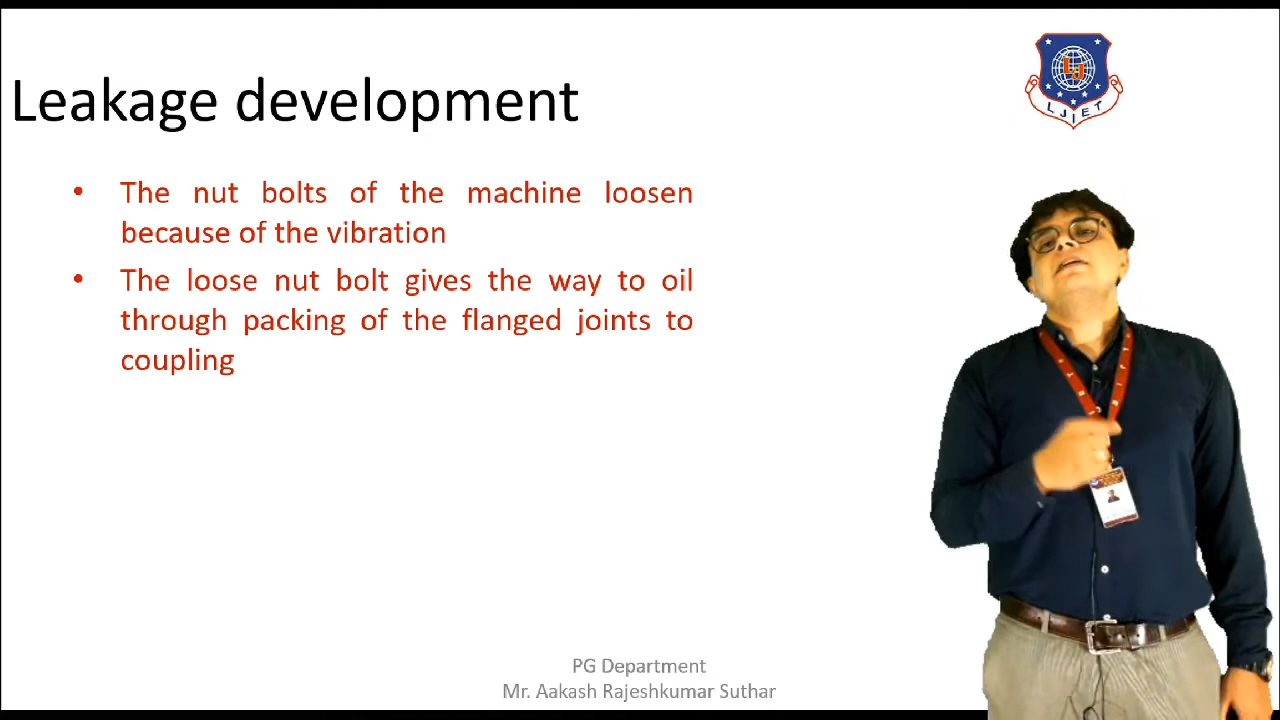 Leakage development
LJIET
• The nut bolts of the machine loosen
because of the vibration
• The loose nut bolt gives the way to oil
through packing of the flanged joints to
coupling
PG Department
Mr. Aakash Rajeshkumar Suthar